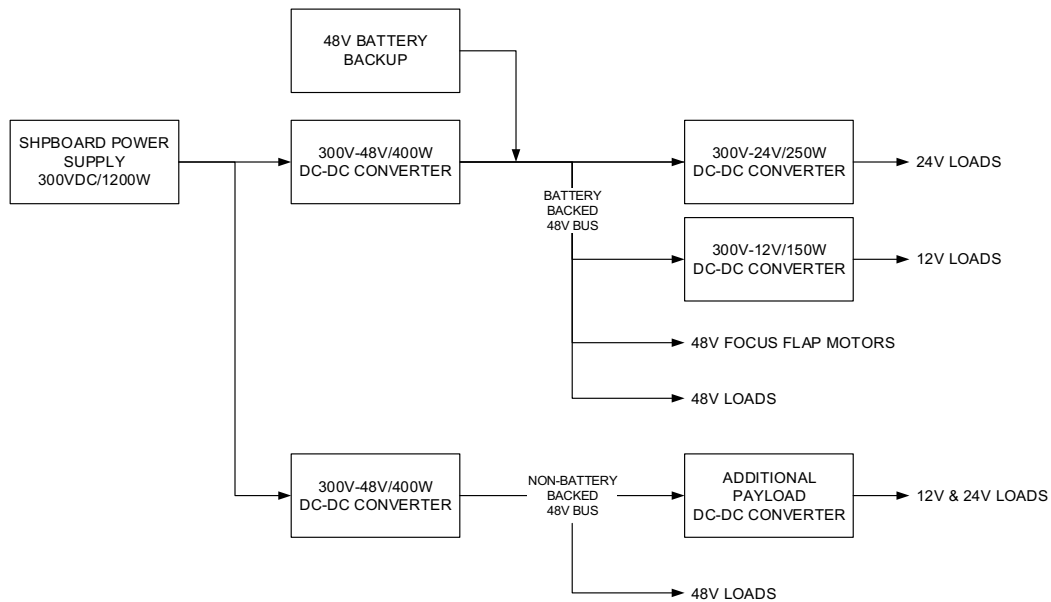 48V BATTERY
BACKUP
SHPBOARD POWER
SUPPLY
300VDC/1200W
300V-48V/400W
DC-DC CONVERTER
300V-24V/250W
DC-DC CONVERTER
24V LOADS
BATTERY
BACKED
48V BUS
300V-12V/150W
DC-DC CONVERTER
12V LOADS
48V FOCUS FLAP MOTORS
48V LOADS
300V-48V/400W
DC-DC CONVERTER
NON-BATTERY
BACKED
48V BUS
ADDITIONAL
PAYLOAD
DC-DC CONVERTER
12V & 24V LOADS
48V LOADS